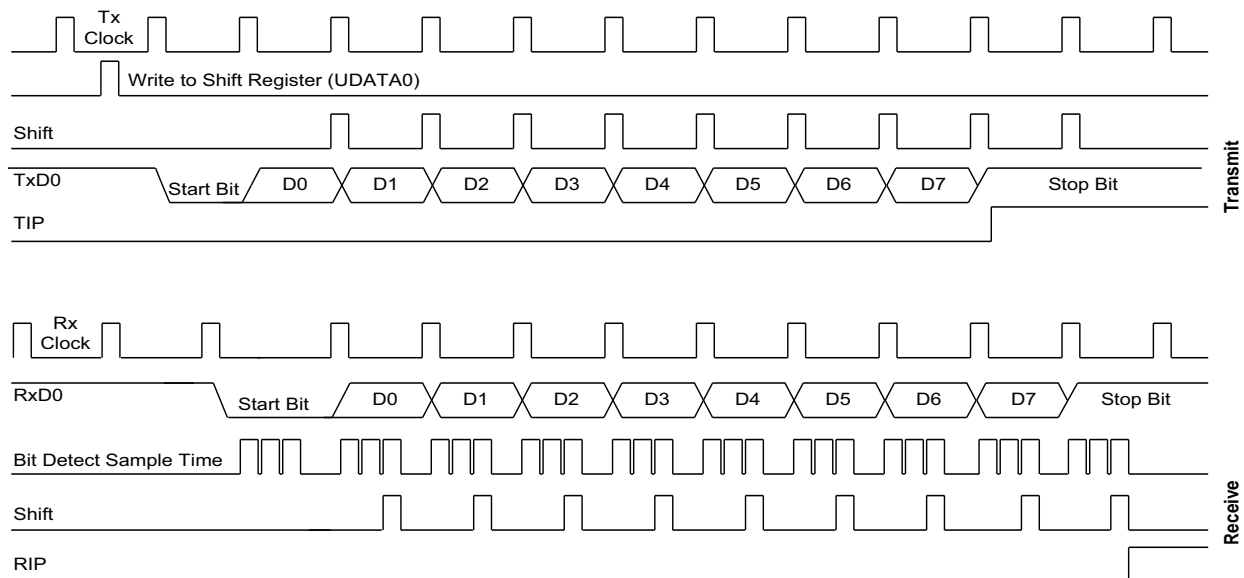 Tx
Clock
Write to Shift Register (UDATA0)
Shift
TxD0
Start Bit
D0
D1
D2
D3
D4
D5
D6
D7
Stop Bit
TIP
Transmit
Rx
Clock
RxD0
Start Bit
D0
D1
D2
D3
D4
D5
D6
D7
Stop Bit
Bit Detect Sample Time
Shift
RIP
Receive